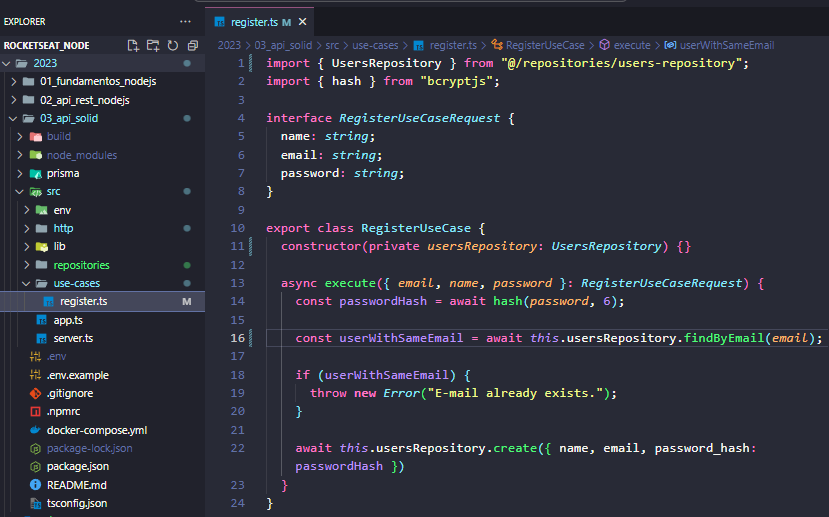 EXPLORER
...
ROCKETSEAT_NODE
2023
01_fundamentos_nodejs
02_api_rest_nodejs
03_api_solid
build
node_modules
prisma
src
env
http
lib
repositories
use-cases
register.ts M
app.ts
server.ts
.env
.env.example
.gitignore
.npmrc
docker-compose.yml
package-lock.json
package.json
README.md
tsconfig.json
register.ts M
2023 > 03_api_solid > src > use-cases > register.ts > RegisterUseCase > execute > userWithSameEmail
1 import { UsersRepository } from "@/repositories/users-repository";
2 import { hash } from "bcryptjs";
3
4 interface RegisterUseCaseRequest {
5 name: string;
6 email: string;
7 password: string;
8 }
9
10 export class RegisterUseCase {
11 constructor(private usersRepository: UsersRepository) {}
12
13 async execute({ email, name, password }: RegisterUseCaseRequest) {
14 const passwordHash = await hash(password, 6);
15
16 const userWithSameEmail = await this.usersRepository.findByEmail(email);
17
18 if (userWithSameEmail) {
19 throw new Error("E-mail already exists.");
20 }
21
22 await this.usersRepository.create({ name, email, password_hash:
passwordHash })
23 }
24 }